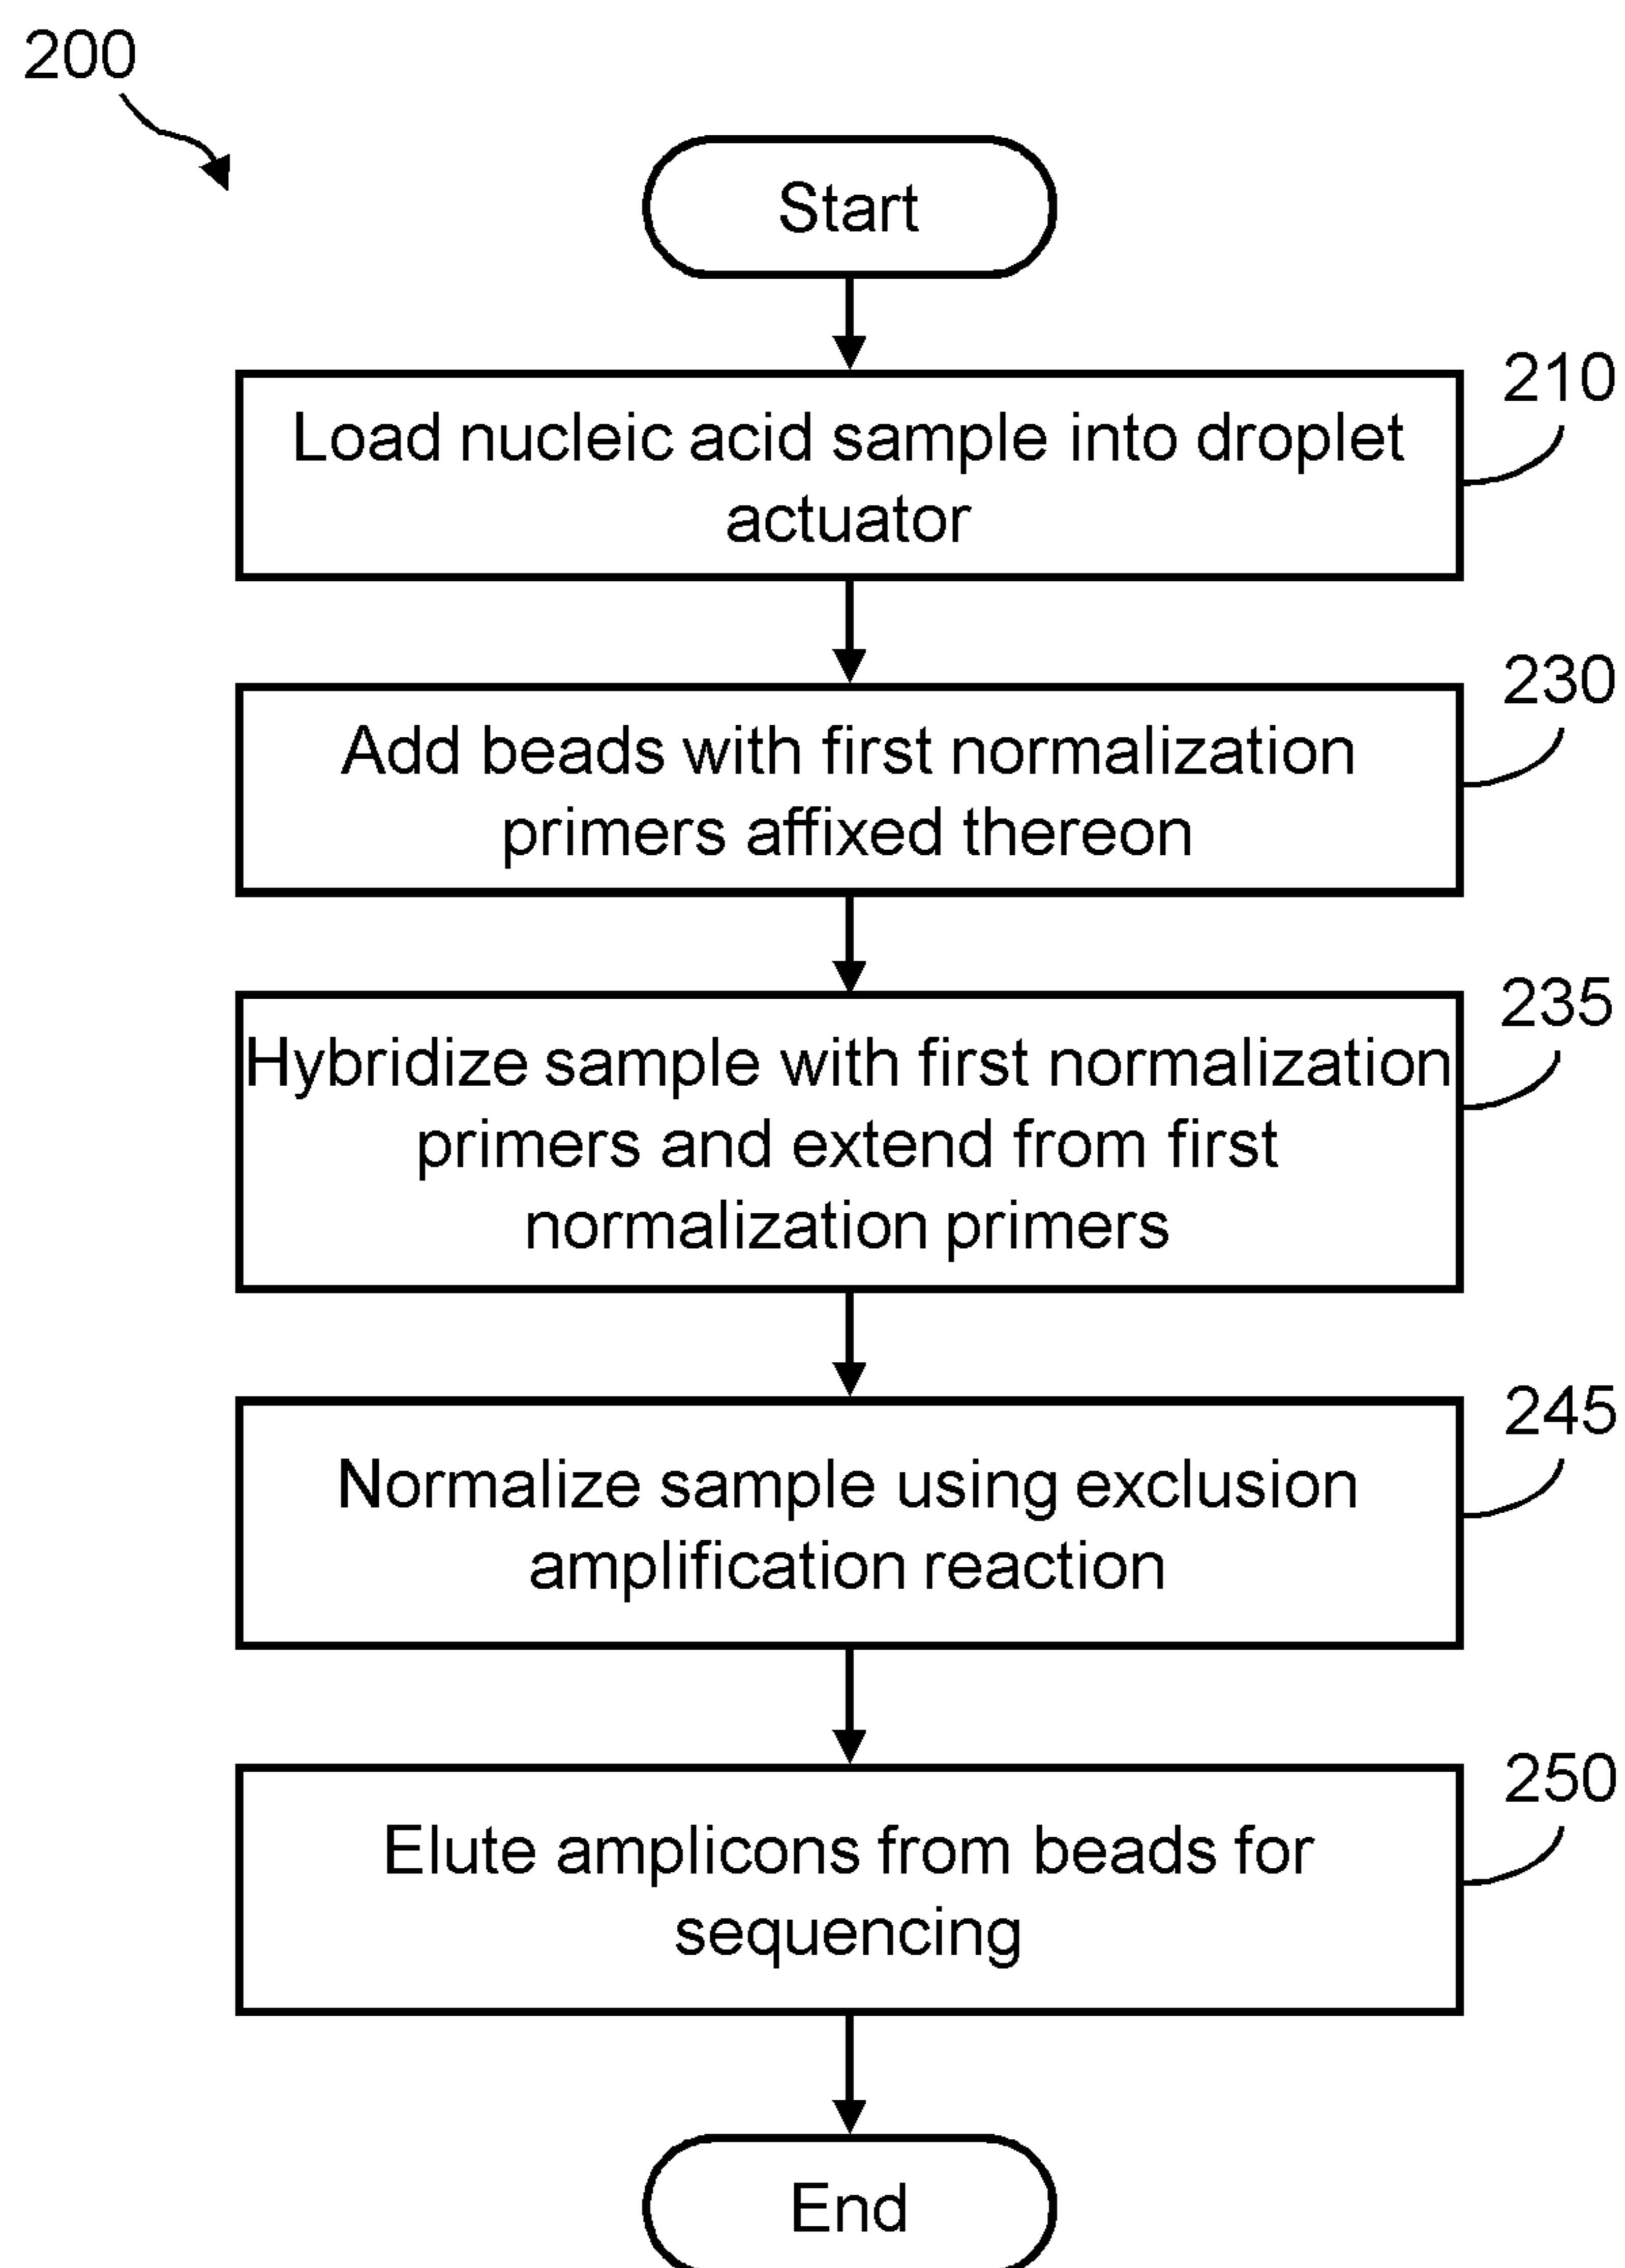 200
Start
210
Load nucleic acid sample into droplet
actuator
230
Add beads with first normalization
primers affixed thereon
235
Hybridize sample with first normalization
primers and extend from first
normalization primers
245
Normalize sample using exclusion
amplification reaction
250
Elute amplicons from beads for
sequencing
End